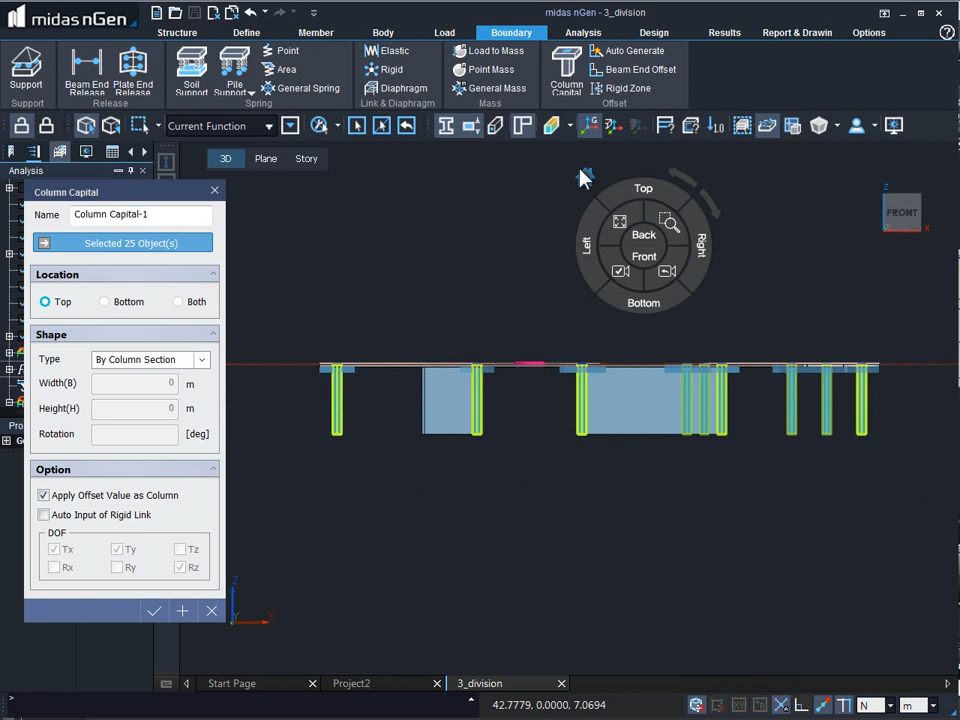 midas nGen
midas nGen - 3_division
Structure Define Member Body Load Boundary Analysis Design Results Report & Drawin Options
Support
Support
Beam End Release
Plate End Release
Release
Soil Support
Pile Support
Point
Area
General Spring
Spring
Elastic
Rigid
Diaphragm
Link & Diaphragm
Load to Mass
Point Mass
General Mass
Mass
Column Capital
Auto Generate
Beam End Offset
Rigid Zone
Offset
Current Function
1.0
Analysis
3D Plane Story
Column Capital
Name Column Capital-1
Selected 25 Object(s)
Location
Top Bottom Both
Shape
Type By Column Section
Width(B) 0 m
Height(H) 0 m
Rotation [deg]
Option
Apply Offset Value as Column
Auto Input of Rigid Link
DOF
Tx Ty Tz
Rx Ry Rz
Top
Left
Back
Front
Right
Bottom
Z
FRONT
X
Z
Y
X
Start Page Project2 3_division
>
42.7779, 0.0000, 7.0694
N m